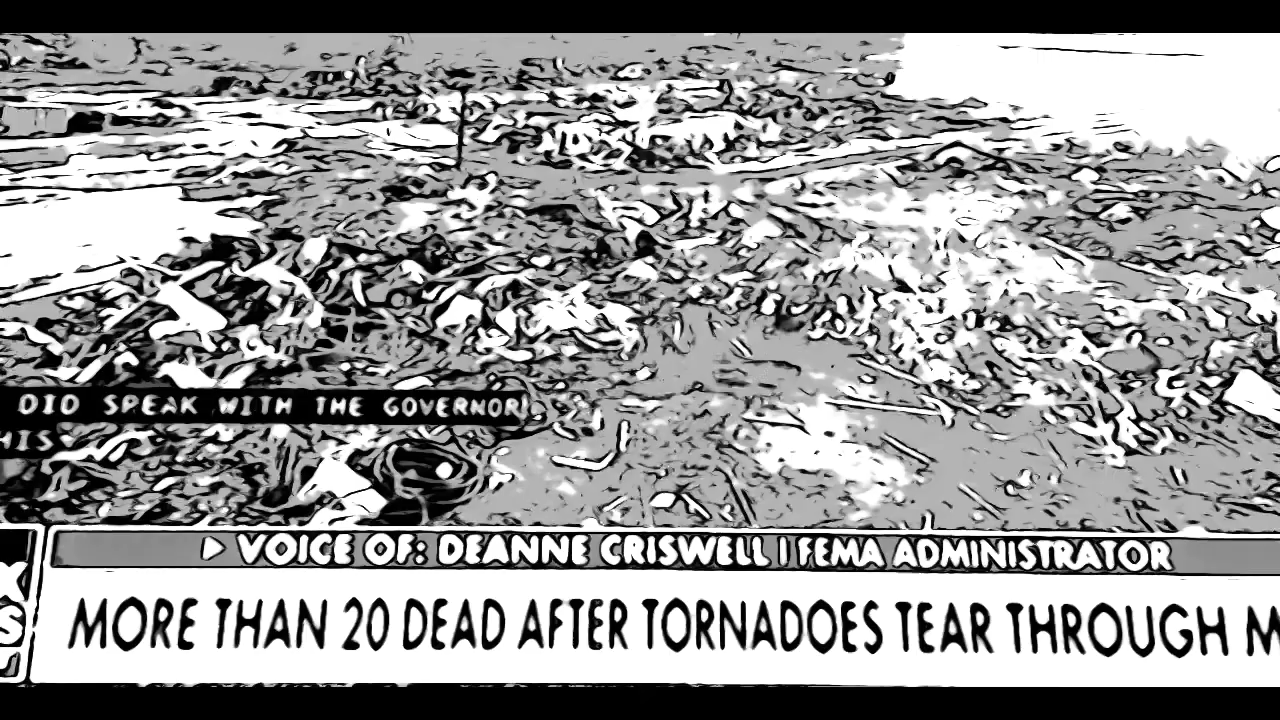 DID SPEAK WITH THE GOVERNOR
HIS
▶ VOICE OF: DEANNE CRISWELL | FEMA ADMINISTRATOR
MORE THAN 20 DEAD AFTER TORNADOES TEAR THROUGH M